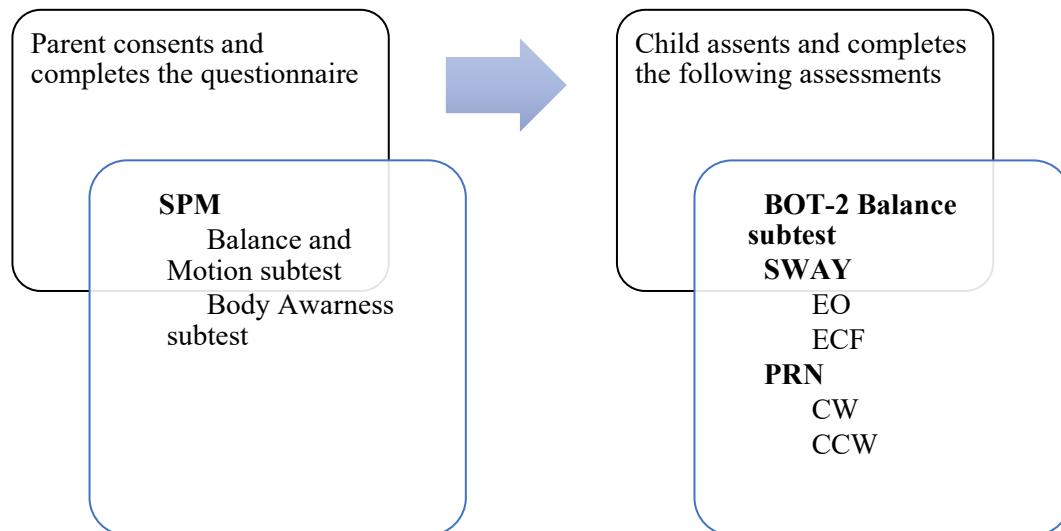 Parent consents and
completes the questionnaire
SPM
Balance and
Motion subtest
Body Awarness
subtest
Child assents and completes
the following assessments
BOT-2 Balance
subtest
SWAY
EO
ECF
PRN
CW
CCW